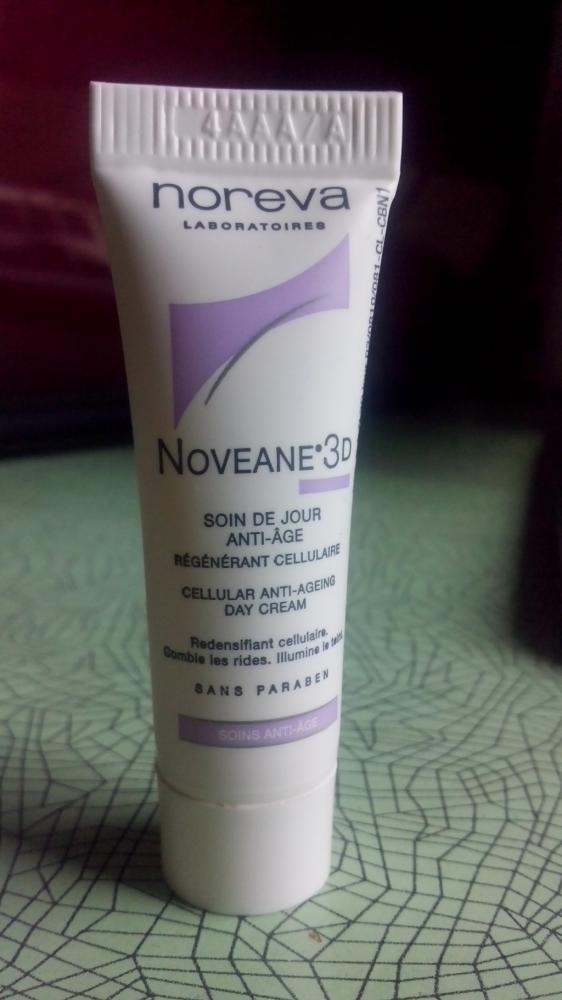 4AAA7A
noreva
LABORATOIRES
NOVEANE•3D
SOIN DE JOUR
ANTI-ÂGE
RÉGÉNÉRANT CELLULAIRE
CELLULAR ANTI-AGEING
DAY CREAM
Redensifiant cellulaire.
Comble les rides. Illumine le teint.
SANS PARABEN
SOINS ANTI-ÂGE